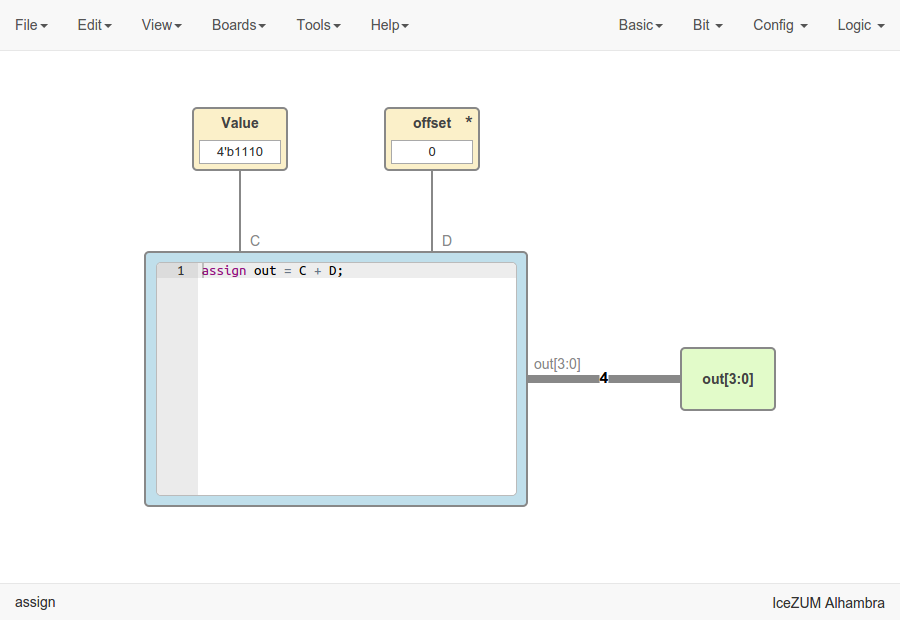 File Edit View Boards Tools Help Basic Bit Config Logic
Value offset *
4'b1110 0
C D
1 assign out = C + D;
out[3:0]
4 out[3:0]
assign IceZUM Alhambra